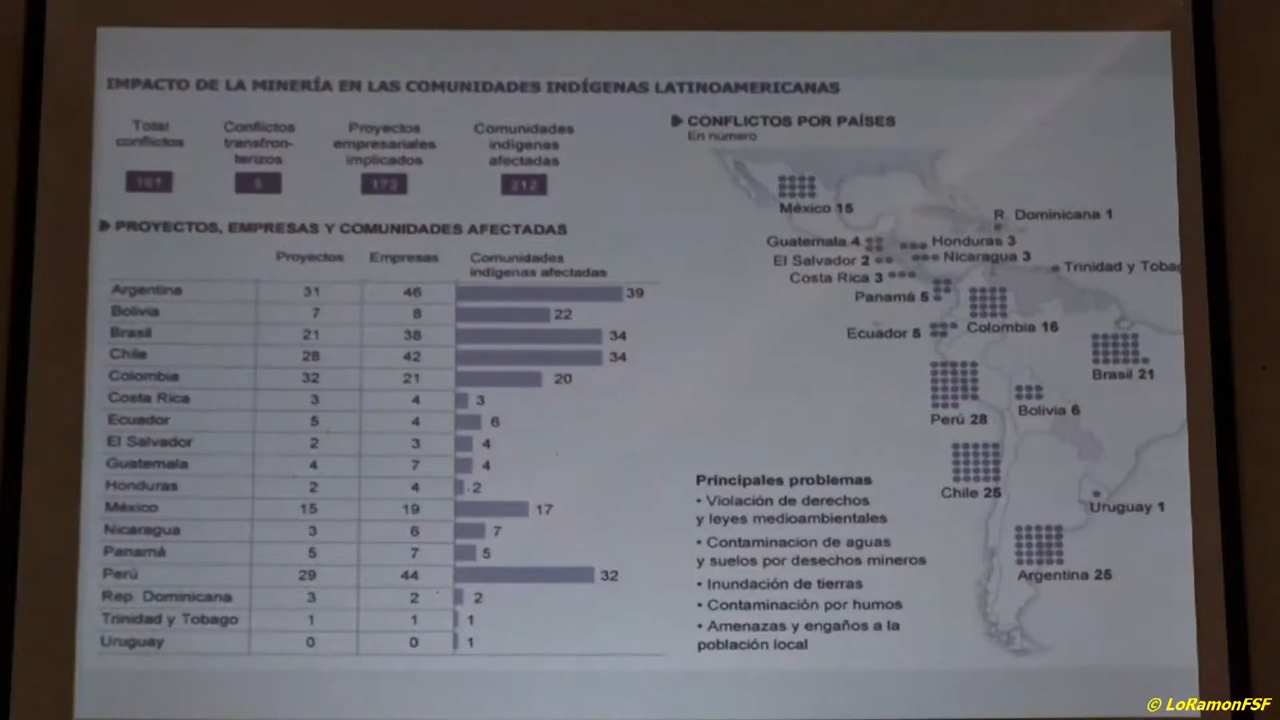 IMPACTO DE LA MINERÍA EN LAS COMUNIDADES INDÍGENAS LATINOAMERICANAS
Total
conflictos
161
Conflictos
transfron-
terizos
Proyectos
empresariales
implicados
173
Comunidades
indígenas
afectadas
212
PROYECTOS, EMPRESAS Y COMUNIDADES AFECTADAS
Proyectos Empresas Comunidades
indígenas afectadas
Argentina 31 46 39
Bolivia 7 8 22
Brasil 21 38 34
Chile 28 42 34
Colombia 32 21 20
Costa Rica 3 4 3
Ecuador 5 4 6
El Salvador 2 3 4
Guatemala 4 7 4
Honduras 2 4 2
México 15 19 17
Nicaragua 3 6 7
Panamá 5 7 5
Perú 29 44 32
Rep. Dominicana 3 2 2
Trinidad y Tobago 1 1 1
Uruguay 0 0 1
CONFLICTOS POR PAÍSES
En número
México 15
R. Dominicana 1
Guatemala 4
Honduras 3
El Salvador 2
Nicaragua 3
Costa Rica 3
Trinidad y Toba
Panamá 5
Ecuador 5
Colombia 16
Brasil 21
Perú 28
Bolivia 6
Chile 25
Uruguay 1
Argentina 25
Principales problemas
• Violación de derechos
y leyes medioambientales
• Contaminacion de aguas
y suelos por desechos mineros
• Inundación de tierras
• Contaminación por humos
• Amenazas y engaños a la
población local
© LoRamonFSF